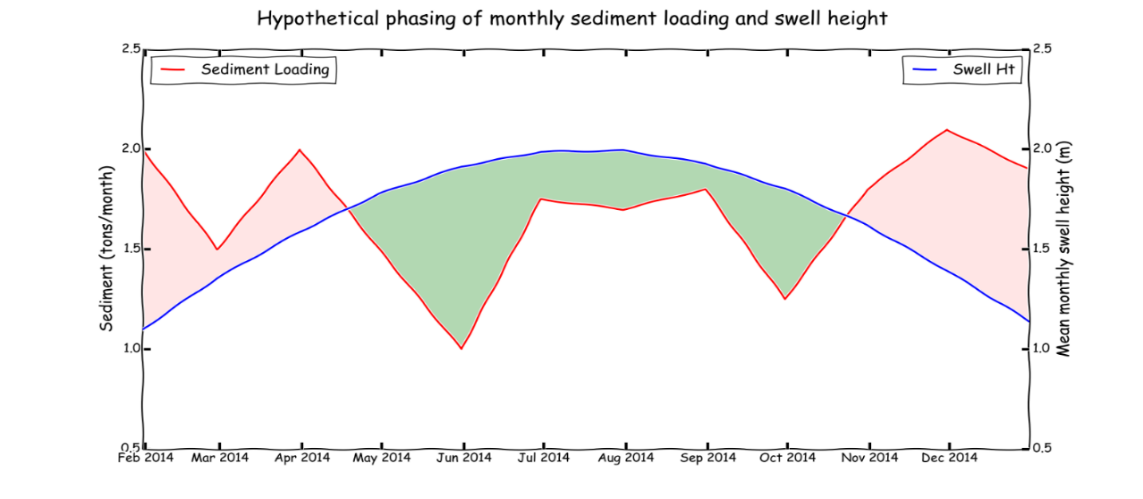 Hypothetical phasing of monthly sediment loading and swell height
Sediment Loading
Swell Ht
Sediment (tons/month)
2.5
2.0
1.5
1.0
0.5
2.5
2.0
1.5
1.0
0.5
Mean monthly swell height (m)
Feb 2014 Mar 2014 Apr 2014 May 2014 Jun 2014 Jul 2014 Aug 2014 Sep 2014 Oct 2014 Nov 2014 Dec 2014